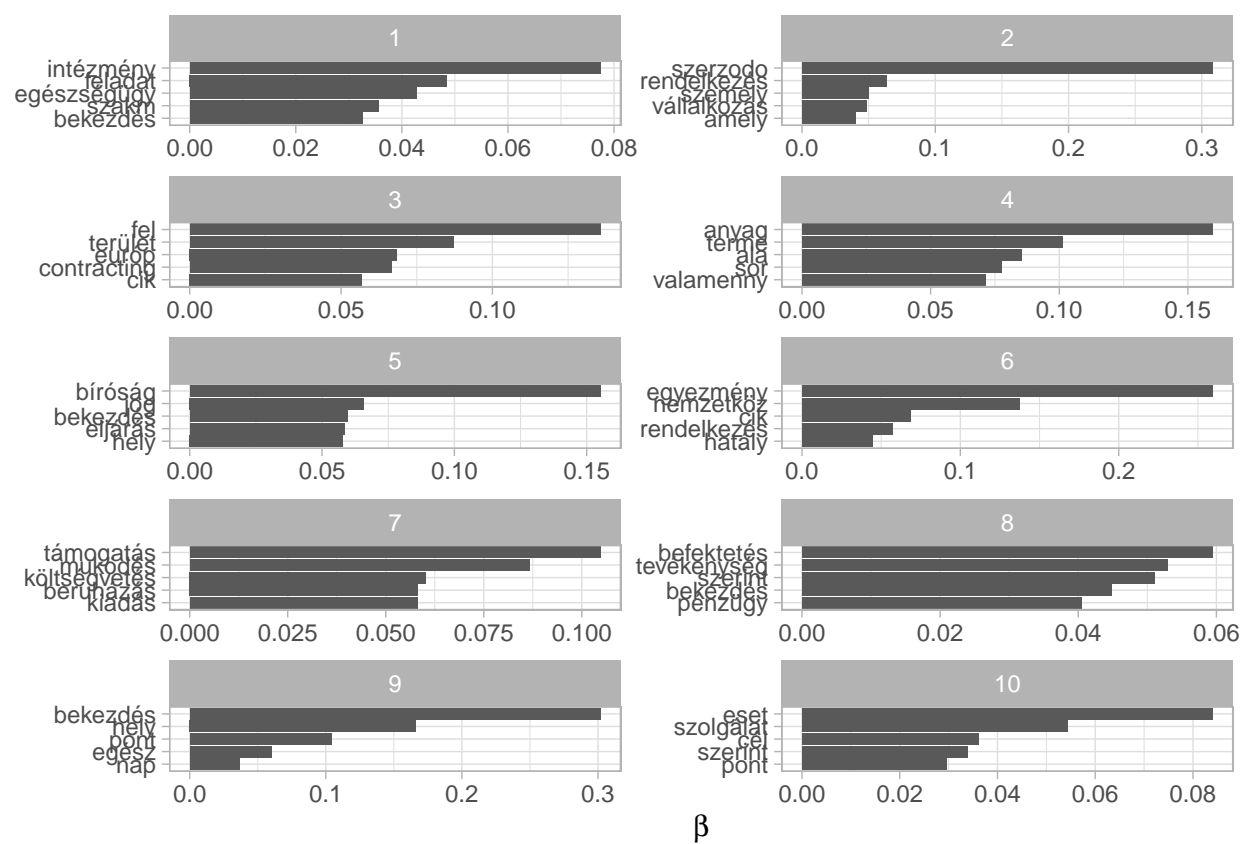 1
intézmény
feladat
egészségügy
szakm
bekezdés
0.00 0.02 0.04 0.06 0.08
2
szerzodo
rendelkezés
személy
vállalkozás
amely
0.0 0.1 0.2 0.3
3
fel
terület
európ
contracting
cik
0.00 0.05 0.10
4
anyag
termé
alá
sor
valamenny
0.00 0.05 0.10 0.15
5
bíróság
jog
bekezdés
eljárás
hely
0.00 0.05 0.10 0.15
6
egyezmény
nemzetköz
cik
rendelkezés
hatály
0.0 0.1 0.2
7
támogatás
muködés
költségvetés
beruházás
kiadás
0.000 0.025 0.050 0.075 0.100
8
befektetés
tevékenység
szerint
bekezdés
pénzügy
0.00 0.02 0.04 0.06
9
bekezdés
hely
pont
egész
nap
0.0 0.1 0.2 0.3
10
eset
szolgálat
cél
szerint
pont
0.00 0.02 0.04 0.06 0.08
β